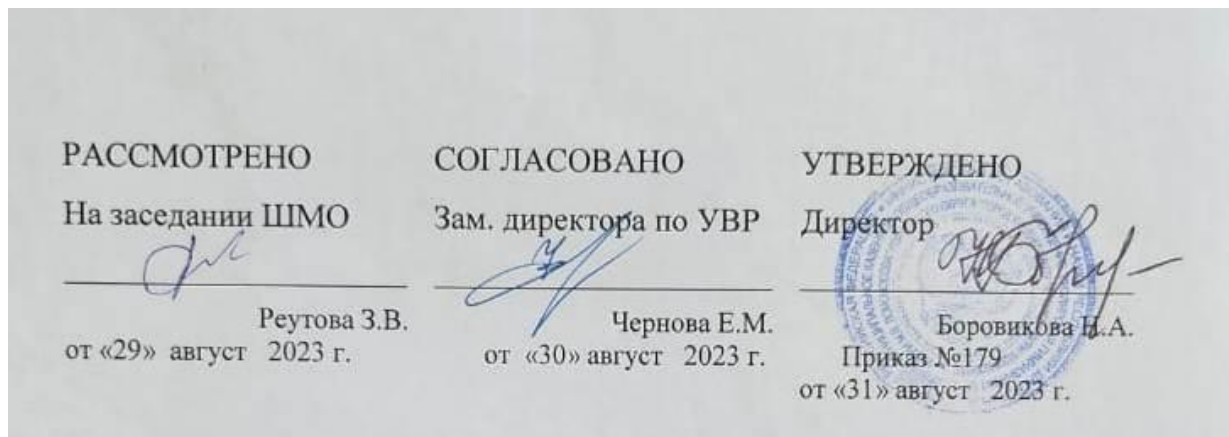 РАССМОТРЕНО
На заседании ШМО
Реутова З.В.
от «29» август 2023 г.
СОГЛАСОВАНО
Зам. директора по УВР
Чернова Е.М.
от «30» август 2023 г.
УТВЕРЖДЕНО
Директор
Боровикова Н.А.
Приказ №179
от «31» август 2023 г.